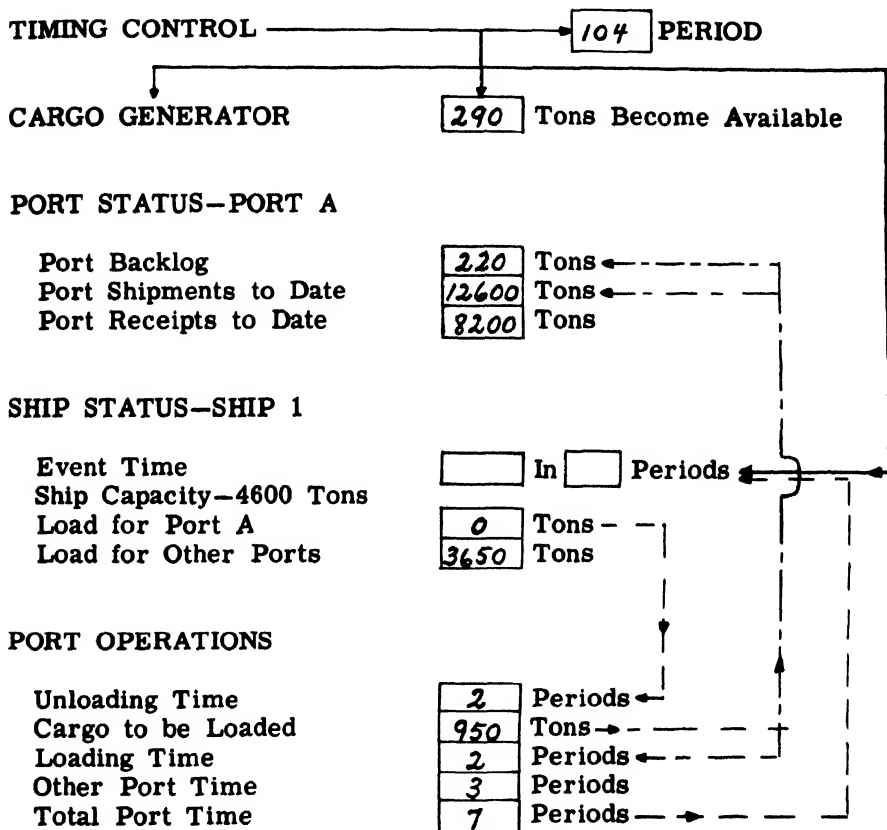 TIMING CONTROL 104 PERIOD
CARGO GENERATOR 290 Tons Become Available
PORT STATUS—PORT A
Port Backlog 220 Tons
Port Shipments to Date 12600 Tons
Port Receipts to Date 8200 Tons
SHIP STATUS—SHIP 1
Event Time In Periods
Ship Capacity—4600 Tons
Load for Port A 0 Tons
Load for Other Ports 3650 Tons
PORT OPERATIONS
Unloading Time 2 Periods
Cargo to be Loaded 950 Tons
Loading Time 2 Periods
Other Port Time 3 Periods
Total Port Time 7 Periods